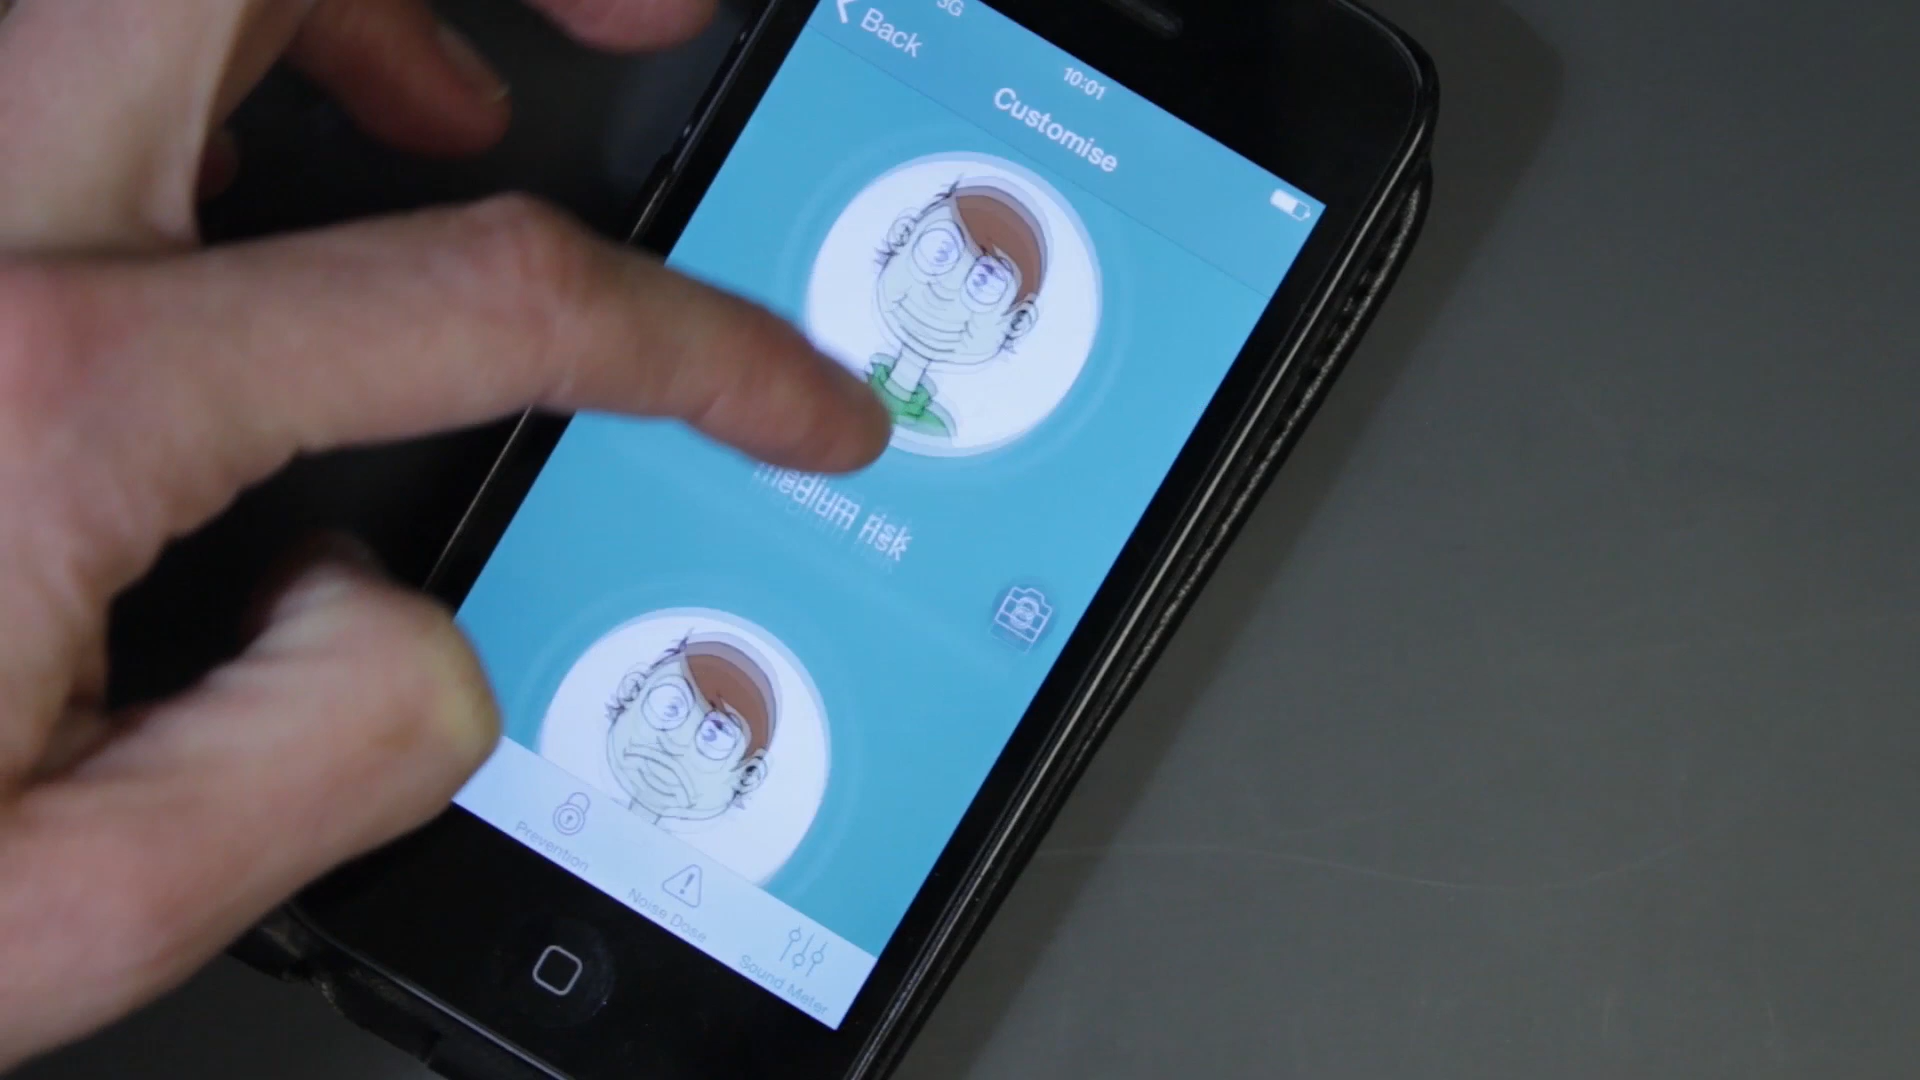 3G
10:01
Back
Customise
medium risk
Prevention
Noise Dose
Sound Meter